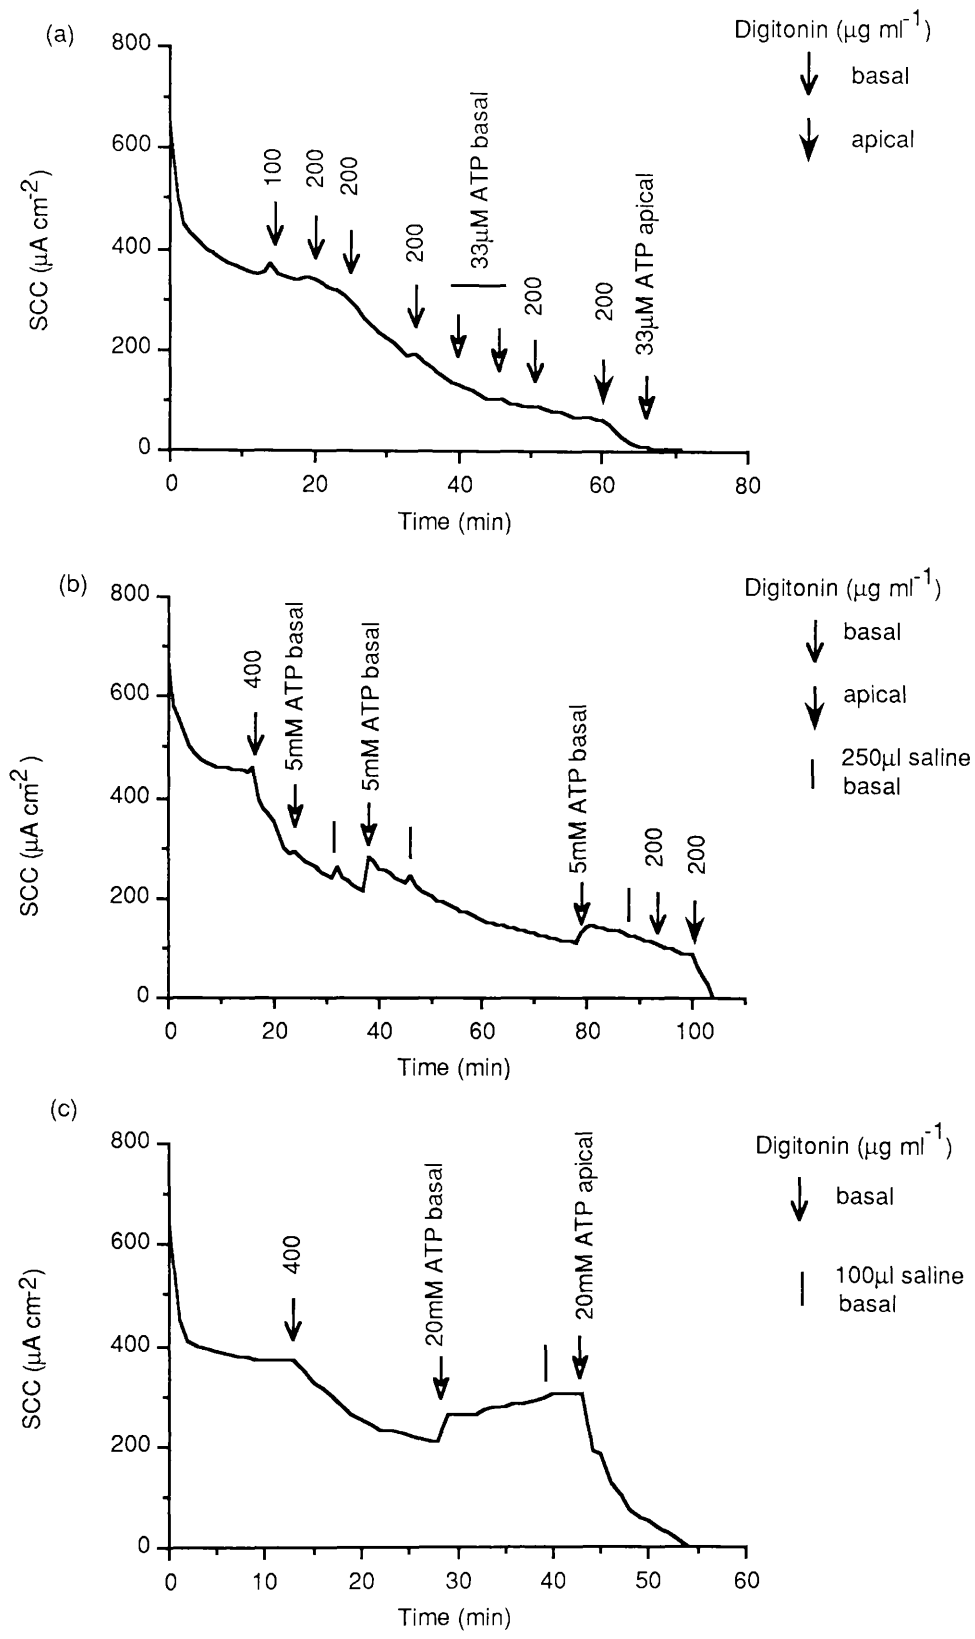 (a)
Digitonin (µg ml⁻¹)
basal
apical
SCC (µA cm⁻²)
800
600
400
200
0
100
200
200
200
33µM ATP basal
200
200
33µM ATP apical
0 20 40 60 80
Time (min)
(b)
Digitonin (µg ml⁻¹)
basal
apical
250µl saline
basal
SCC (µA cm⁻²)
800
600
400
200
0
400
5mM ATP basal
5mM ATP basal
5mM ATP basal
200
200
0 20 40 60 80 100
Time (min)
(c)
Digitonin (µg ml⁻¹)
basal
100µl saline
basal
SCC (µA cm⁻²)
800
600
400
200
0
400
20mM ATP basal
20mM ATP apical
0 10 20 30 40 50 60
Time (min)